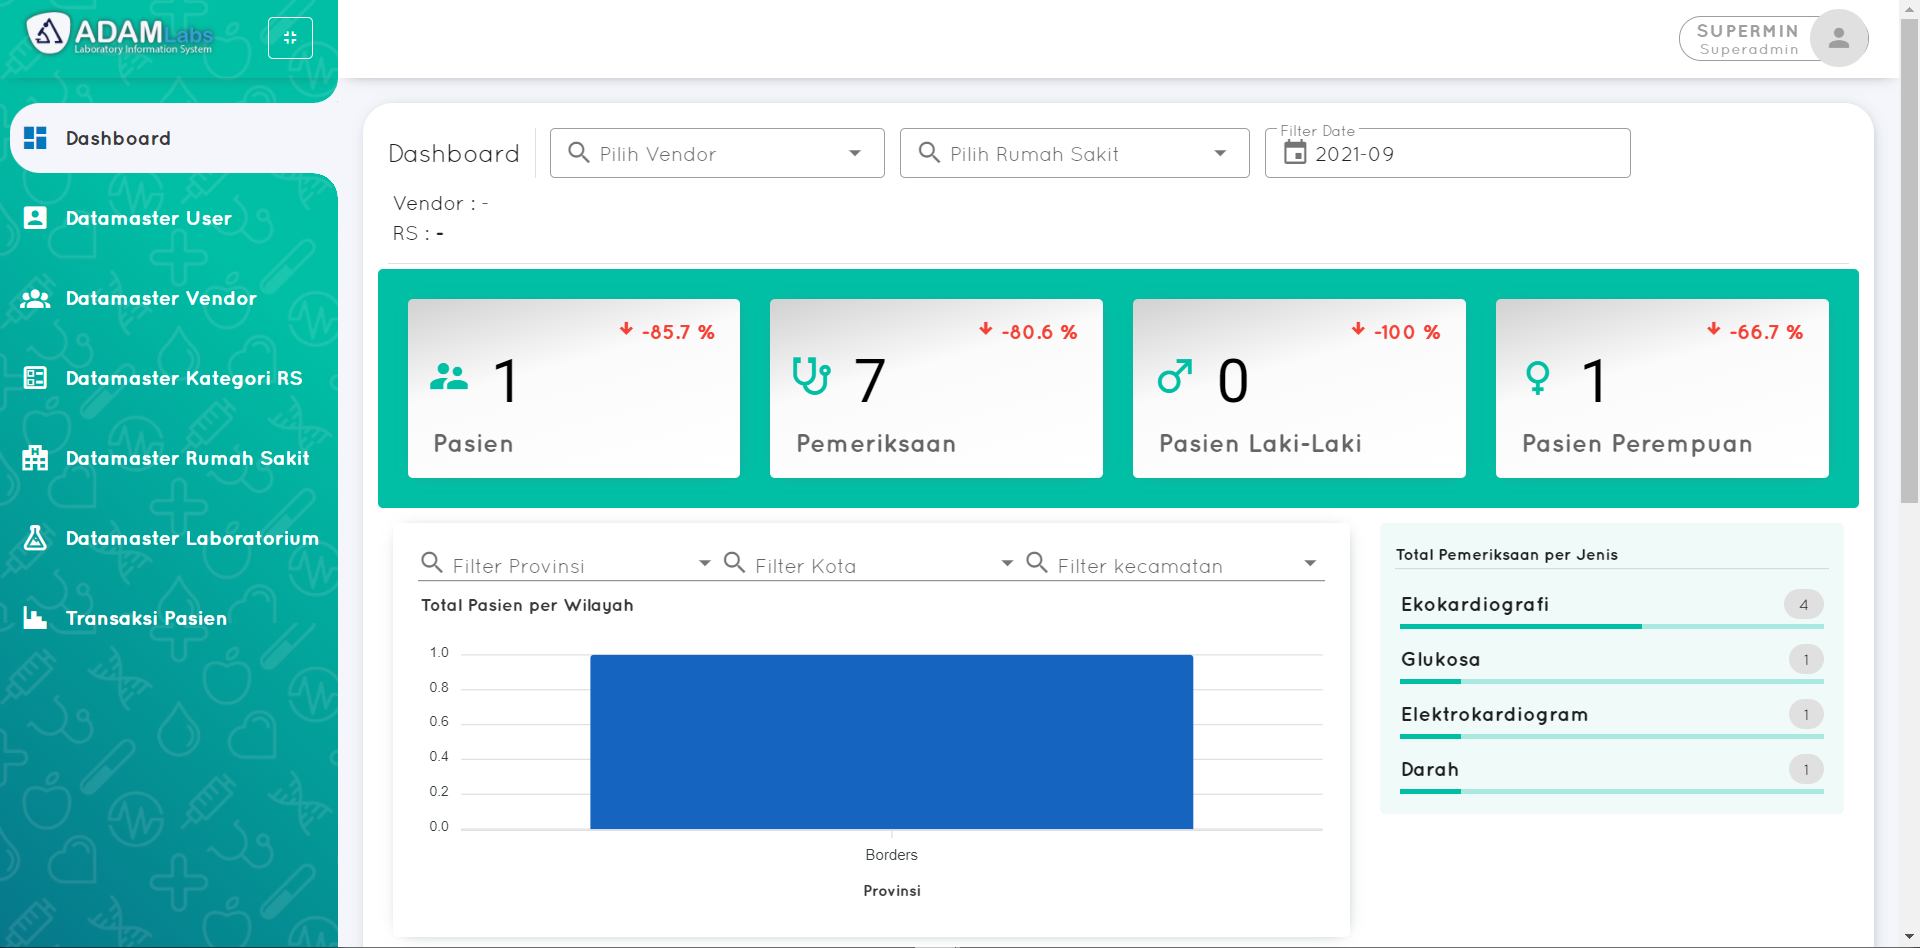 ADAMLabs
Laboratory Information System
SUPERMIN
Superadmin
Dashboard
Datamaster User
Datamaster Vendor
Datamaster Kategori RS
Datamaster Rumah Sakit
Datamaster Laboratorium
Transaksi Pasien
Dashboard
Pilih Vendor
Pilih Rumah Sakit
Filter Date
2021-09
Vendor : -
RS : -
-85.7 %
1
Pasien
-80.6 %
7
Pemeriksaan
-100 %
0
Pasien Laki-Laki
-66.7 %
1
Pasien Perempuan
Filter Provinsi
Filter Kota
Filter kecamatan
Total Pasien per Wilayah
1.0
0.8
0.6
0.4
0.2
0.0
Borders
Provinsi
Total Pemeriksaan per Jenis
Ekokardiografi 4
Glukosa 1
Elektrokardiogram 1
Darah 1